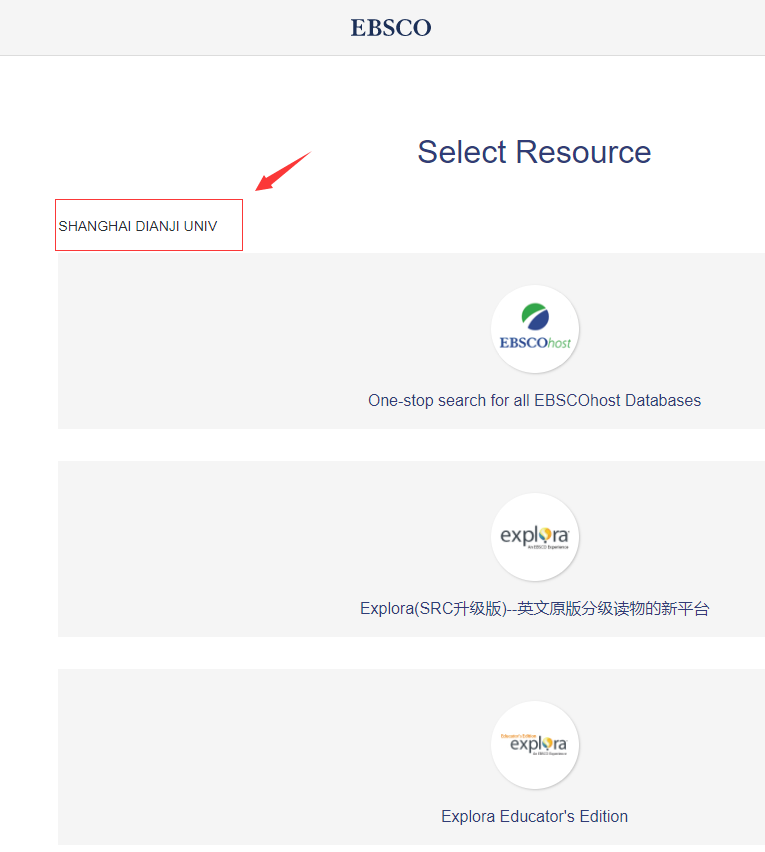 EBSCO
Select Resource
SHANGHAI DIANJI UNIV
EBSCOhost
One-stop search for all EBSCOhost Databases
explora
An EBSCO Experience
Explora(SRC升级版)--英文原版分级读物的新平台
Educator's Edition
explora
An EBSCO Experience
Explora Educator's Edition